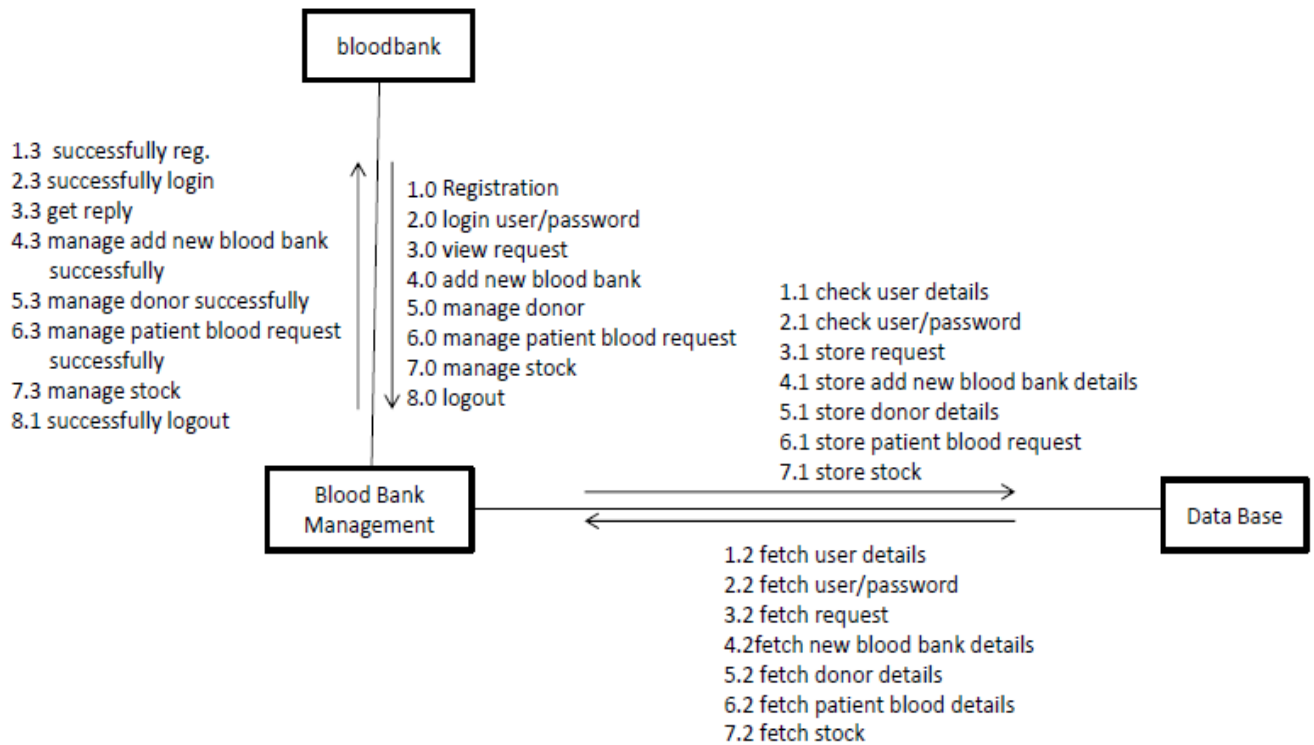 bloodbank
1.3 successfully reg.
2.3 successfully login
3.3 get reply
4.3 manage add new blood bank
successfully
5.3 manage donor successfully
6.3 manage patient blood request
successfully
7.3 manage stock
8.1 successfully logout
1.0 Registration
2.0 login user/password
3.0 view request
4.0 add new blood bank
5.0 manage donor
6.0 manage patient blood request
7.0 manage stock
8.0 logout
1.1 check user details
2.1 check user/password
3.1 store request
4.1 store add new blood bank details
5.1 store donor details
6.1 store patient blood request
7.1 store stock
Blood Bank
Management
Data Base
1.2 fetch user details
2.2 fetch user/password
3.2 fetch request
4.2fetch new blood bank details
5.2 fetch donor details
6.2 fetch patient blood details
7.2 fetch stock